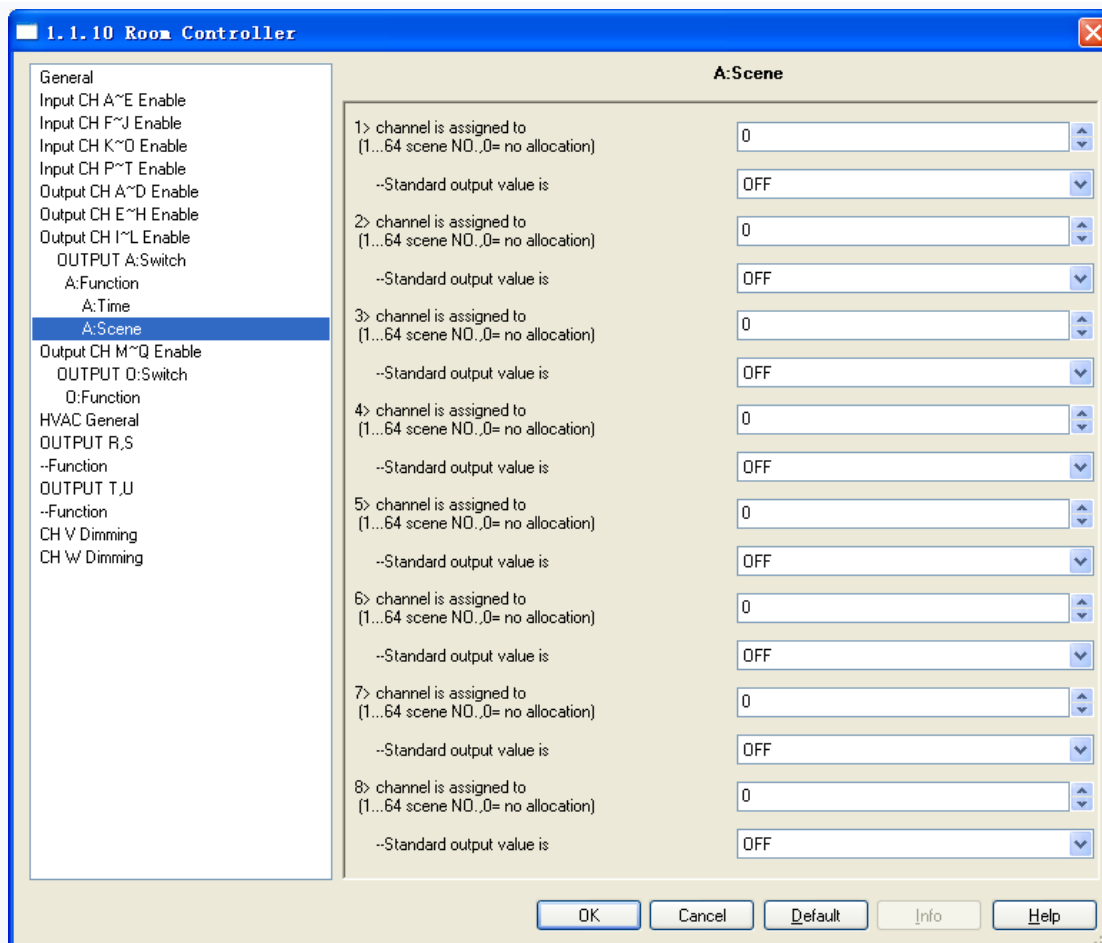 1.1.10 Room Controller
General
Input CH A~E Enable
Input CH F~J Enable
Input CH K~O Enable
Input CH P~T Enable
Output CH A~D Enable
Output CH E~H Enable
Output CH I~L Enable
OUTPUT A:Switch
A:Function
A:Time
A:Scene
Output CH M~Q Enable
OUTPUT O:Switch
O:Function
HVAC General
OUTPUT R,S
--Function
OUTPUT T,U
--Function
CH V Dimming
CH W Dimming
A:Scene
1> channel is assigned to
(1...64 scene NO.,0= no allocation)
0
--Standard output value is
OFF
2> channel is assigned to
(1...64 scene NO.,0= no allocation)
0
--Standard output value is
OFF
3> channel is assigned to
(1...64 scene NO.,0= no allocation)
0
--Standard output value is
OFF
4> channel is assigned to
(1...64 scene NO.,0= no allocation)
0
--Standard output value is
OFF
5> channel is assigned to
(1...64 scene NO.,0= no allocation)
0
--Standard output value is
OFF
6> channel is assigned to
(1...64 scene NO.,0= no allocation)
0
--Standard output value is
OFF
7> channel is assigned to
(1...64 scene NO.,0= no allocation)
0
--Standard output value is
OFF
8> channel is assigned to
(1...64 scene NO.,0= no allocation)
0
--Standard output value is
OFF
OK Cancel Default Info Help